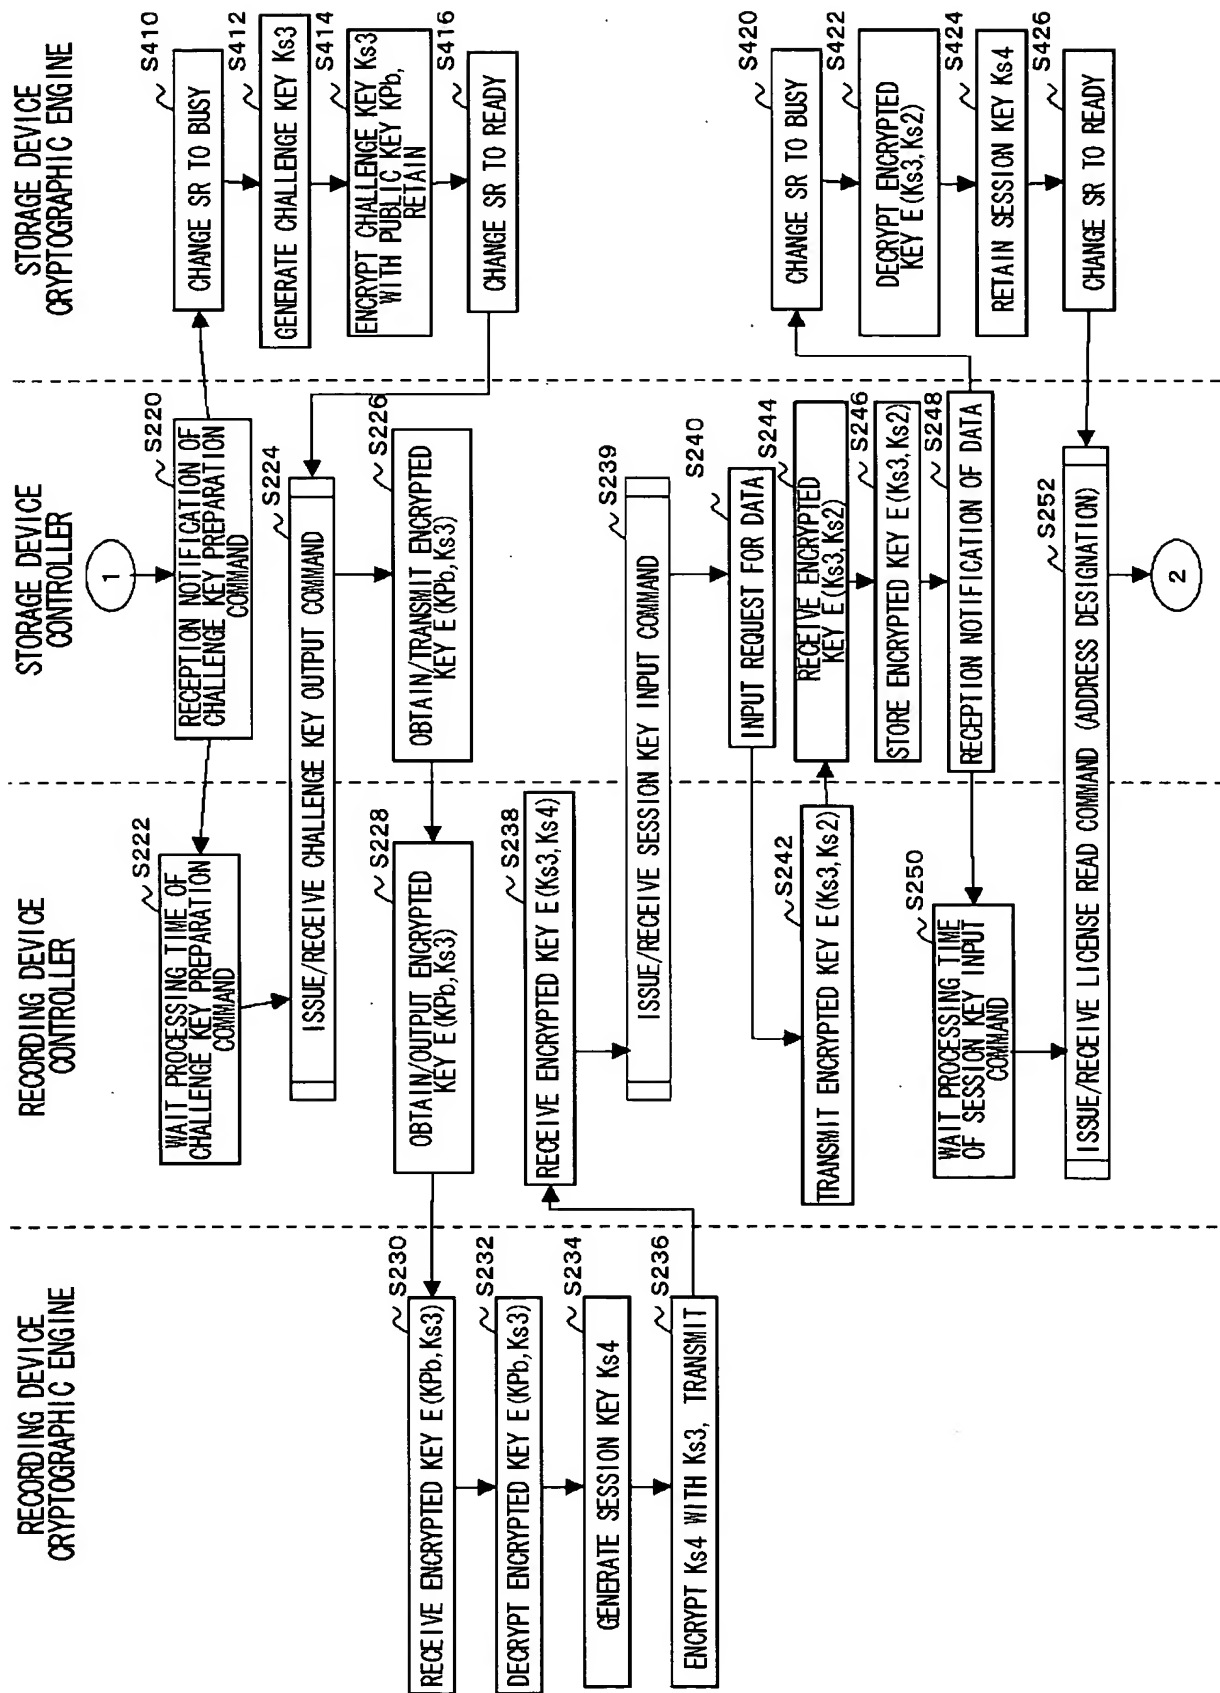 RECORDING DEVICE
CRYPTOGRAPHIC ENGINE
RECORDING DEVICE
CONTROLLER
STORAGE DEVICE
CONTROLLER
STORAGE DEVICE
CRYPTOGRAPHIC ENGINE
1
S220
RECEPTION NOTIFICATION OF
CHALLENGE KEY PREPARATION
COMMAND
S222
WAIT PROCESSING TIME OF
CHALLENGE KEY PREPARATION
COMMAND
S410
CHANGE SR TO BUSY
S412
GENERATE CHALLENGE KEY Ks3
S414
ENCRYPT CHALLENGE KEY Ks3
WITH PUBLIC KEY KPb,
RETAIN
S416
CHANGE SR TO READY
S224
ISSUE/RECEIVE CHALLENGE KEY OUTPUT COMMAND
S226
OBTAIN/TRANSMIT ENCRYPTED
KEY E(KPb, Ks3)
S228
OBTAIN/OUTPUT ENCRYPTED
KEY E(KPb, Ks3)
S230
RECEIVE ENCRYPTED KEY E(KPb, Ks3)
S232
DECRYPT ENCRYPTED KEY E(KPb, Ks3)
S234
GENERATE SESSION KEY Ks4
S236
ENCRYPT Ks4 WITH Ks3, TRANSMIT
S238
RECEIVE ENCRYPTED KEY E(Ks3, Ks4)
S239
ISSUE/RECEIVE SESSION KEY INPUT COMMAND
S240
INPUT REQUEST FOR DATA
S242
TRANSMIT ENCRYPTED KEY E(Ks3, Ks2)
S244
RECEIVE ENCRYPTED
KEY E(Ks3, Ks2)
S246
STORE ENCRYPTED KEY E(Ks3, Ks2)
S248
RECEPTION NOTIFICATION OF DATA
S250
WAIT PROCESSING TIME
OF SESSION KEY INPUT
COMMAND
S420
CHANGE SR TO BUSY
S422
DECRYPT ENCRYPTED
KEY E(Ks3, Ks2)
S424
RETAIN SESSION KEY Ks4
S426
CHANGE SR TO READY
S252
ISSUE/RECEIVE LICENSE READ COMMAND (ADDRESS DESIGNATION)
2